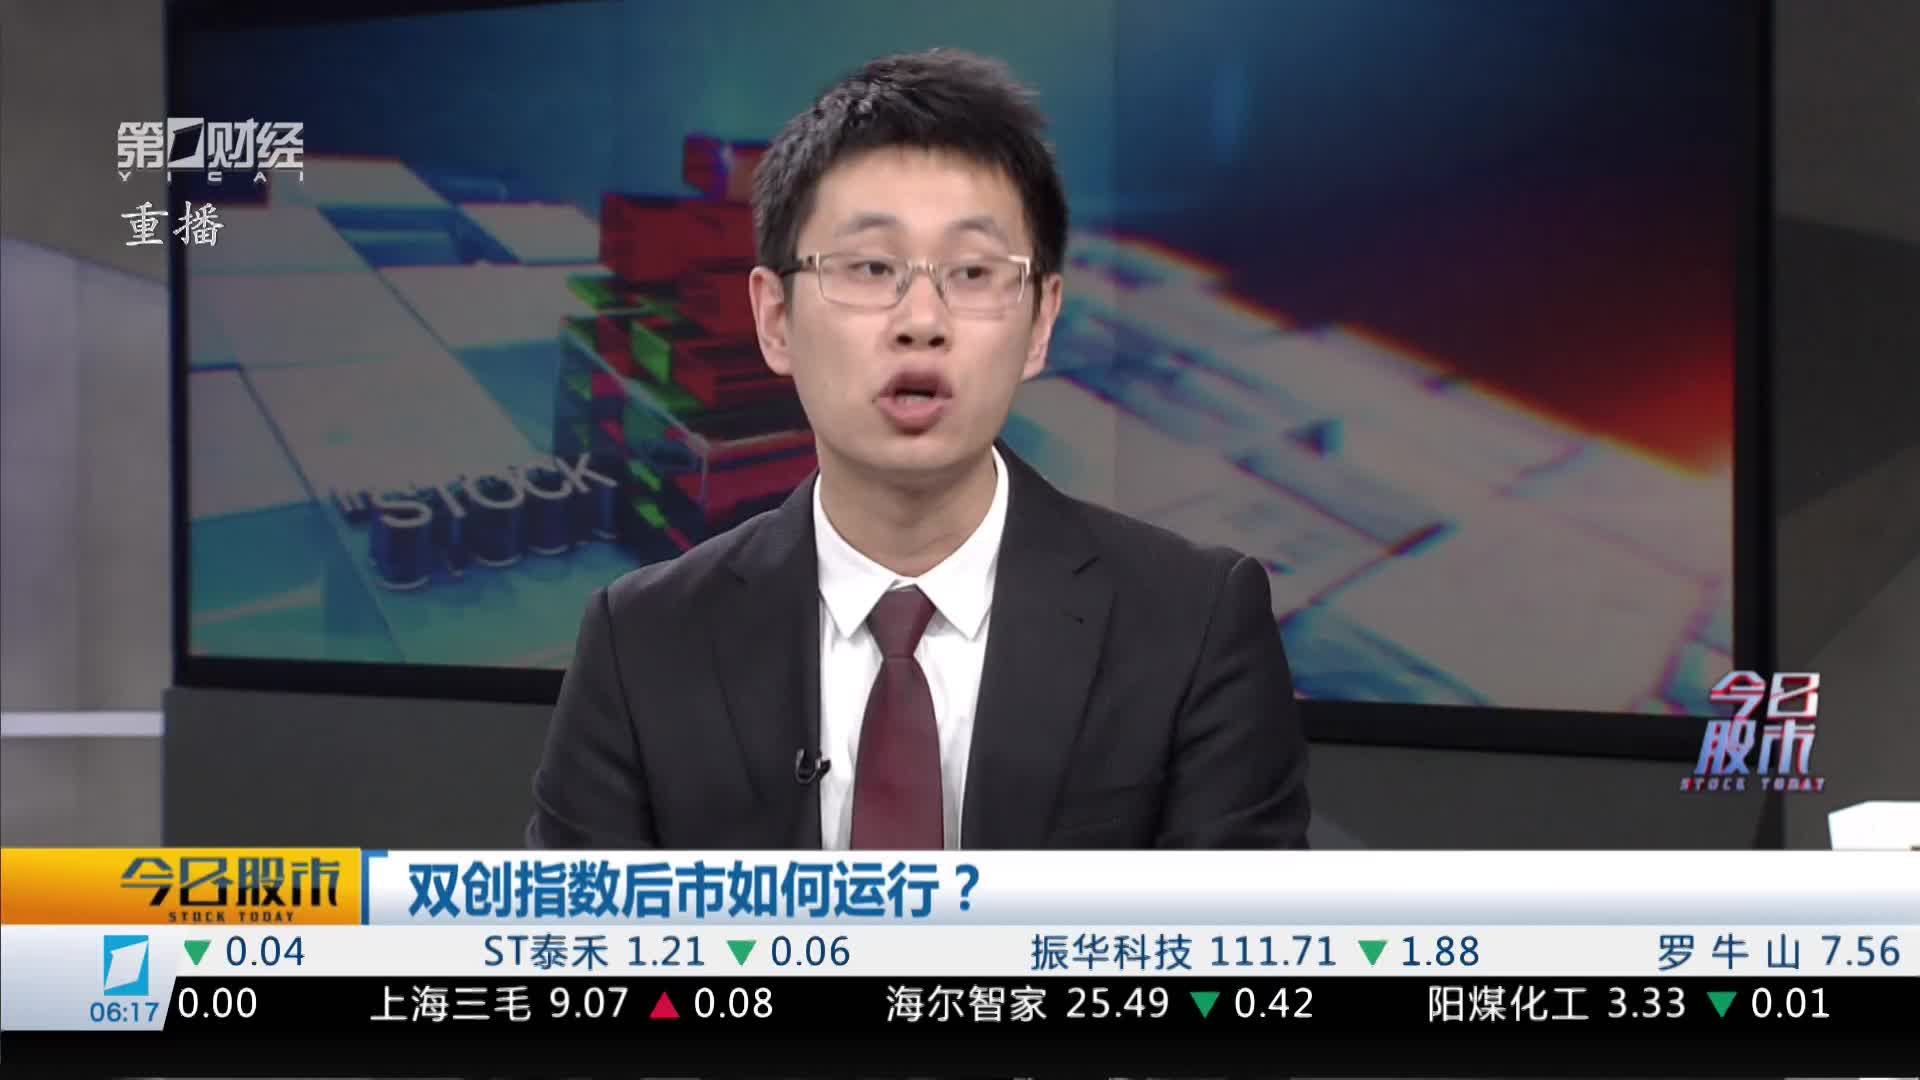 第1财经
YICAI
重播
STOCK
今日
股市
STOCK TODAY
今日股市
STOCK TODAY
双创指数后市如何运行？
▼ 0.04 ST泰禾 1.21 ▼ 0.06 振华科技 111.71 ▼ 1.88 罗牛山 7.56
06:17
0.00 上海三毛 9.07 ▲ 0.08 海尔智家 25.49 ▼ 0.42 阳煤化工 3.33 ▼ 0.01